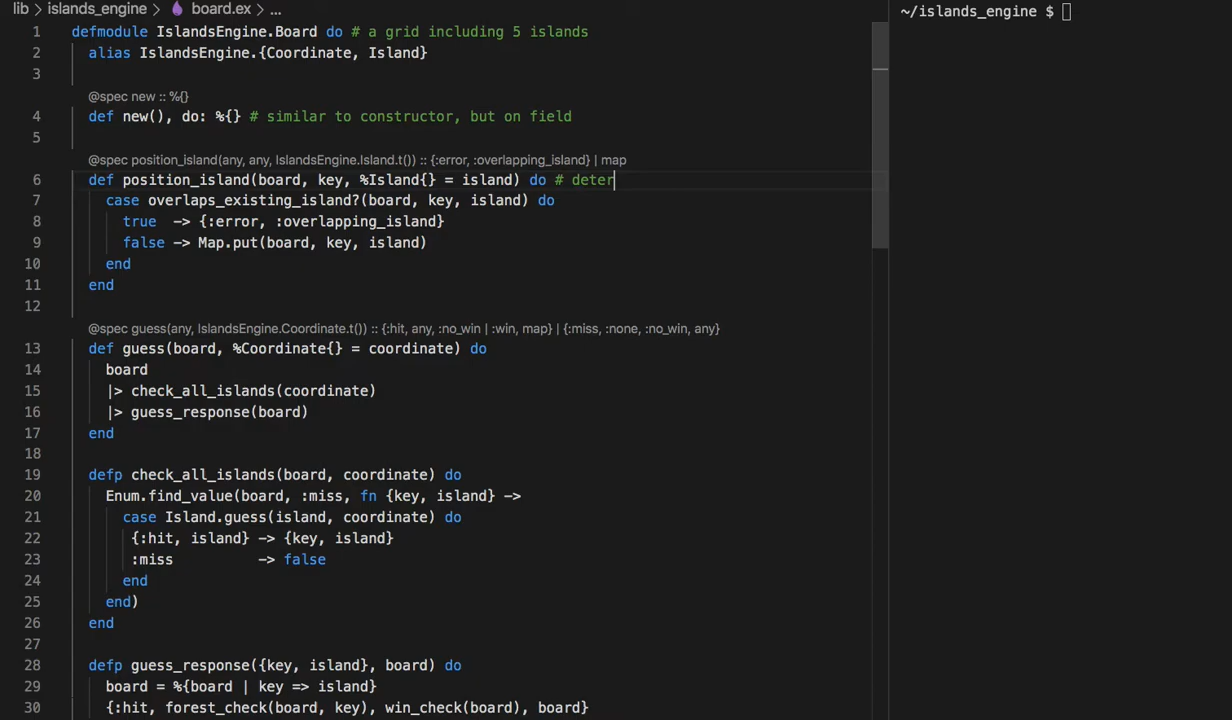 lib > islands_engine > board.ex > ...
~/islands_engine $
1 defmodule IslandsEngine.Board do # a grid including 5 islands
2 alias IslandsEngine.{Coordinate, Island}
3
@spec new :: %{}
4 def new(), do: %{} # similar to constructor, but on field
5
@spec position_island(any, any, IslandsEngine.Island.t()) :: {:error, :overlapping_island} | map
6 def position_island(board, key, %Island{} = island) do # deter
7 case overlaps_existing_island?(board, key, island) do
8 true -> {:error, :overlapping_island}
9 false -> Map.put(board, key, island)
10 end
11 end
12
@spec guess(any, IslandsEngine.Coordinate.t()) :: {:hit, any, :no_win | :win, map} | {:miss, :none, :no_win, any}
13 def guess(board, %Coordinate{} = coordinate) do
14 board
15 |> check_all_islands(coordinate)
16 |> guess_response(board)
17 end
18
19 defp check_all_islands(board, coordinate) do
20 Enum.find_value(board, :miss, fn {key, island} ->
21 case Island.guess(island, coordinate) do
22 {:hit, island} -> {key, island}
23 :miss -> false
24 end
25 end)
26 end
27
28 defp guess_response({key, island}, board) do
29 board = %{board | key => island}
30 {:hit, forest_check(board, key), win_check(board), board}